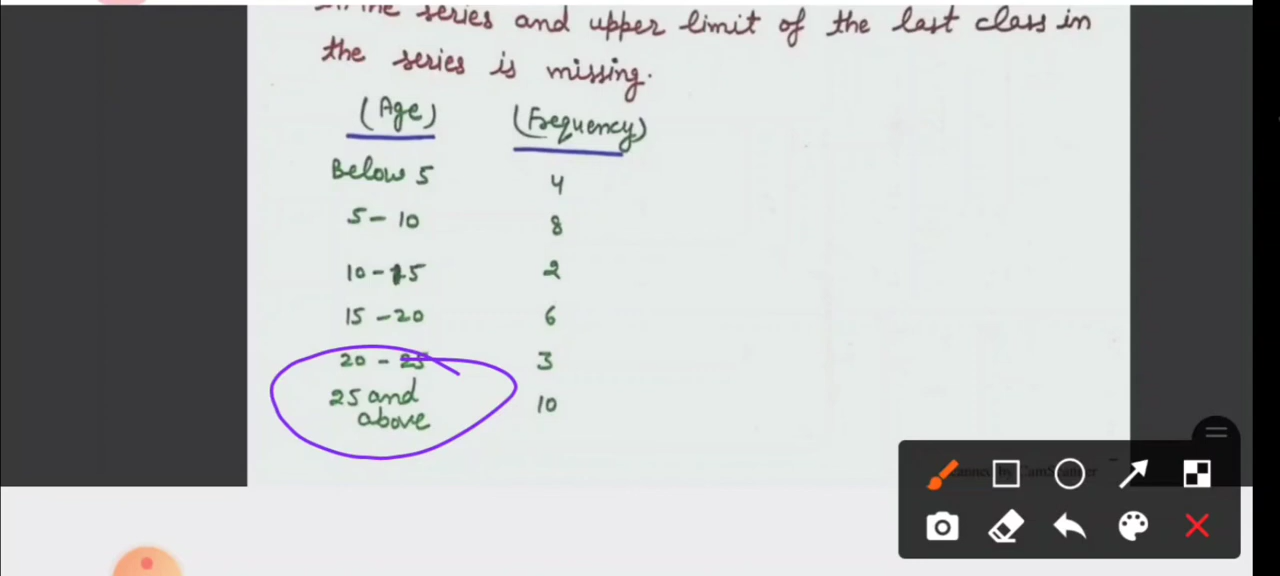 the series and upper limit of the last class in
the series is missing.
(Age) (Frequency)
Below 5 4
5 - 10 8
10 - 15 2
15 - 20 6
20 - 25 3
25 and
above 10